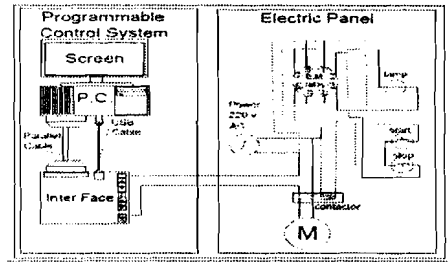 Programmable
Control System
Screen
P.C
Parallel
Cable
USB
Cable
Inter Face
Electric Panel
Power
220 v
AC
lamp
start
stop
contactor
M